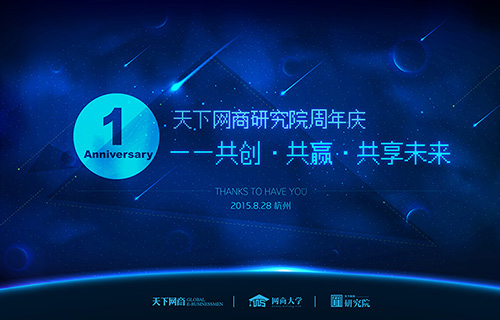 1
Anniversary
天下网商研究院周年庆
——共创·共赢·共享未来
THANKS TO HAVE YOU
2015.8.28 杭州
天下网商 GLOBAL E-BUSINESSMEN | 网商大学 | 研究院